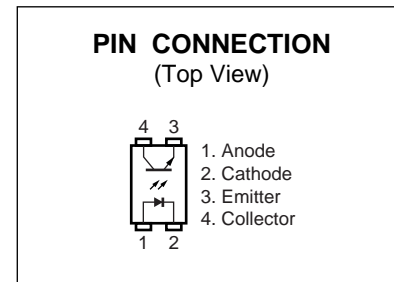 PIN CONNECTION
(Top View)
4 3
1. Anode
2. Cathode
3. Emitter
4. Collector
1 2